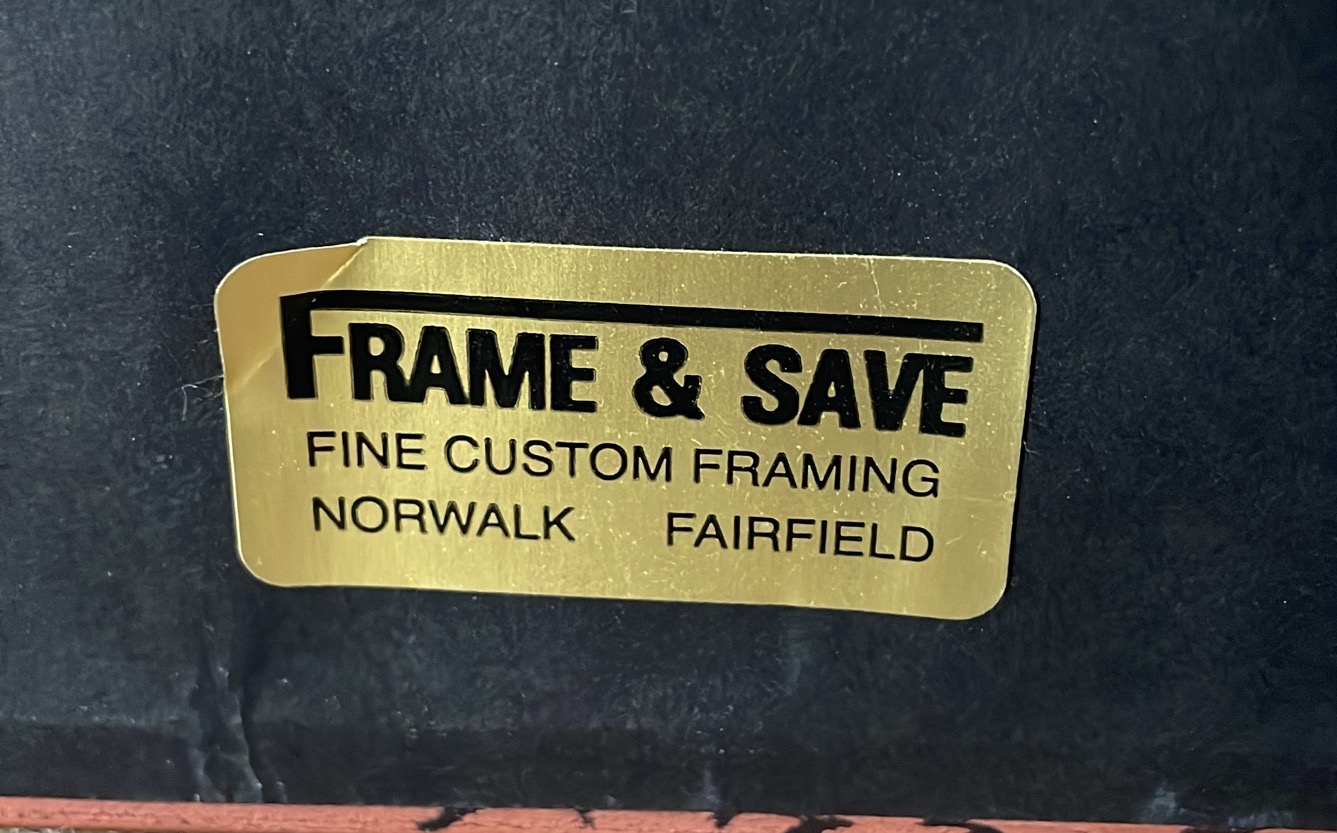 FRAME & SAVE
FINE CUSTOM FRAMING
NORWALK FAIRFIELD